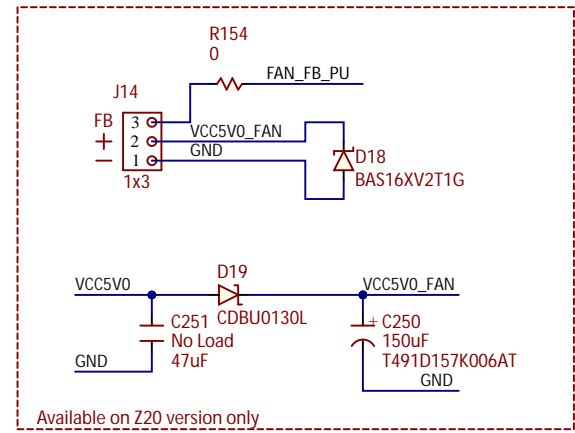 R154
0
FAN_FB_PU
J14
FB
3
+
2
VCC5V0_FAN
−
1
GND
1x3
D18
BAS16XV2T1G
VCC5V0
D19
CDBU0130L
VCC5V0_FAN
C251
No Load
47uF
GND
+
C250
150uF
T491D157K006AT
GND
Available on Z20 version only